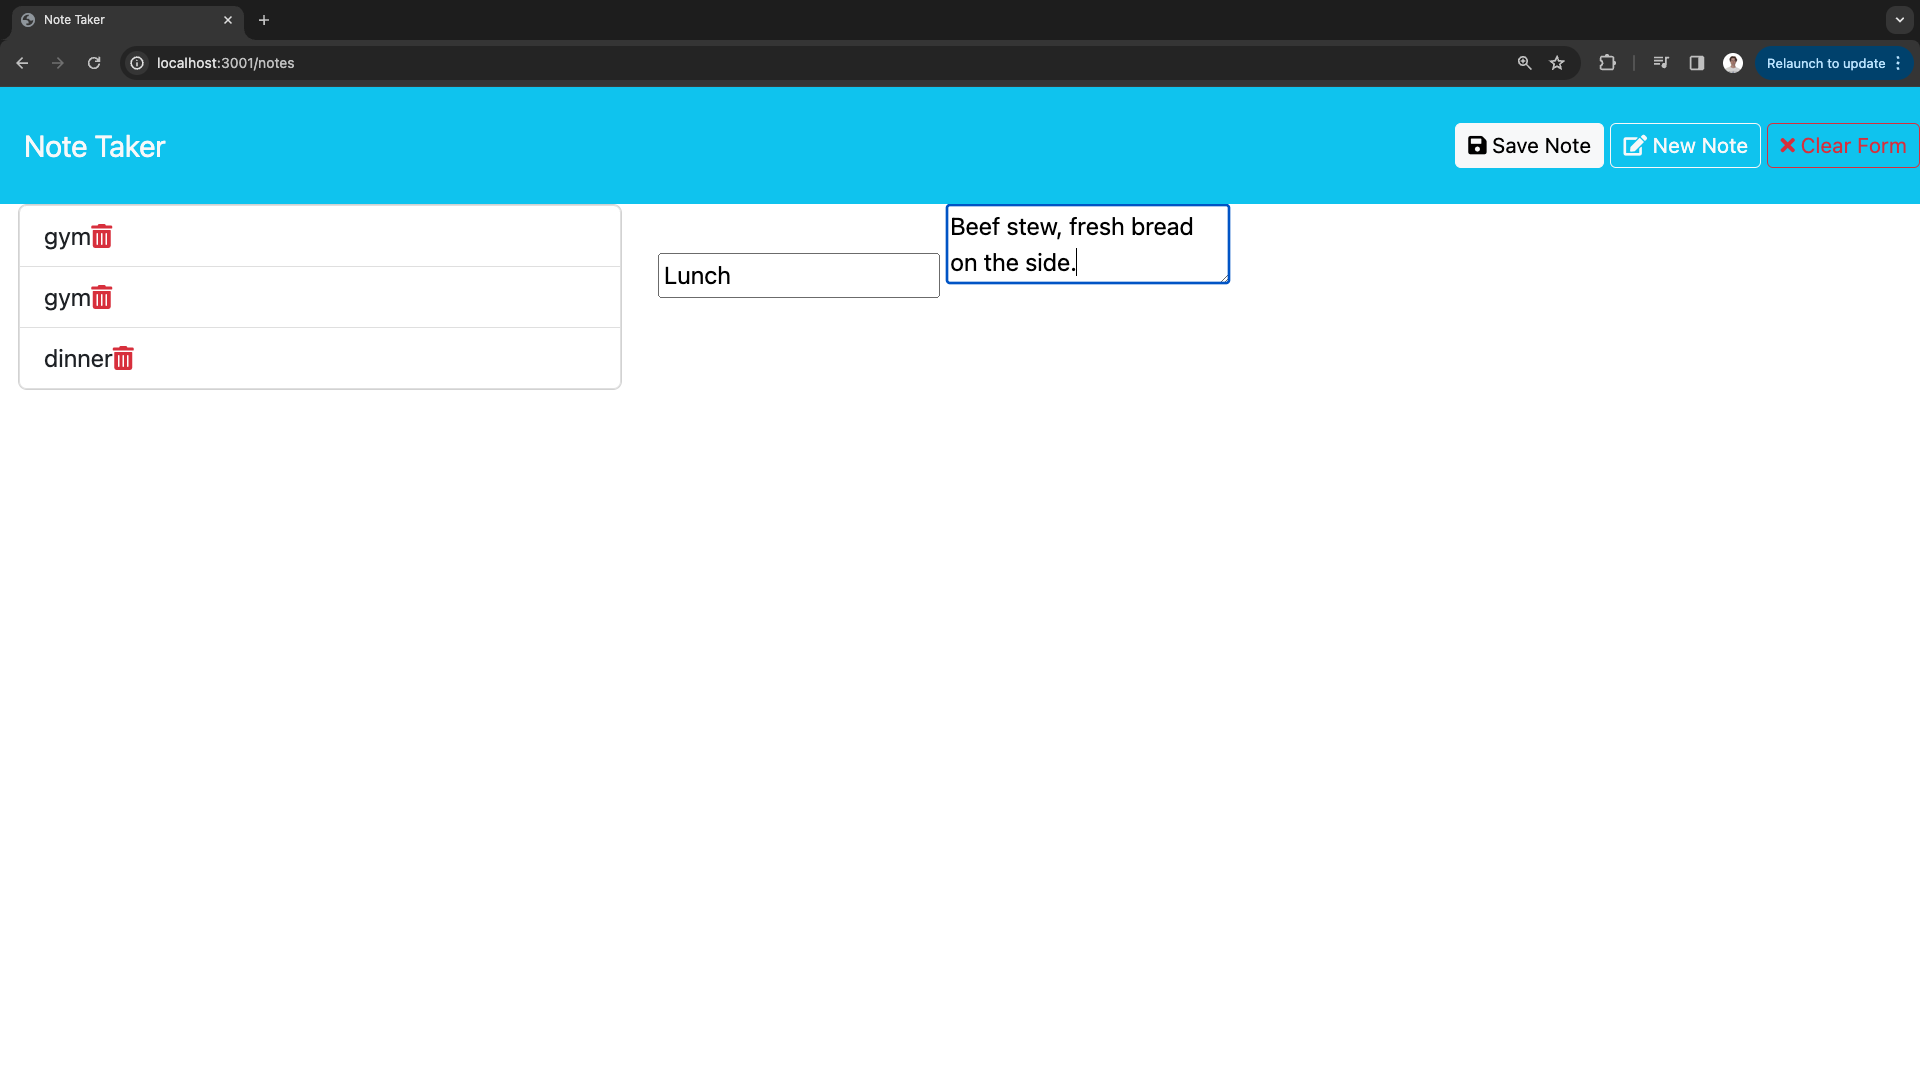 Note Taker
localhost:3001/notes
Relaunch to update
Note Taker
Save Note
New Note
Clear Form
gym
gym
dinner
Lunch
Beef stew, fresh bread
on the side.